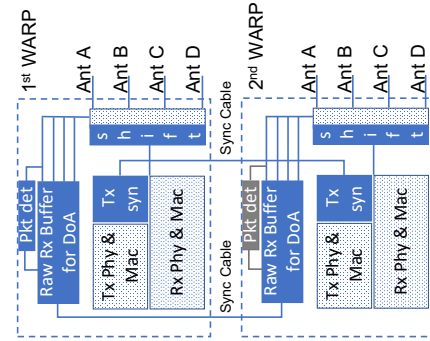 1st WARP
Ant A
Ant B
Ant C
Ant D
s
h
i
f
t
Pkt det
Raw Rx Buffer
for DoA
Tx
syn
Tx Phy &
Mac
Rx Phy & Mac
Sync Cable
Sync Cable
2nd WARP
Ant A
Ant B
Ant C
Ant D
s
h
i
f
t
Pkt det
Raw Rx Buffer
for DoA
Tx
syn
Tx Phy &
Mac
Rx Phy & Mac